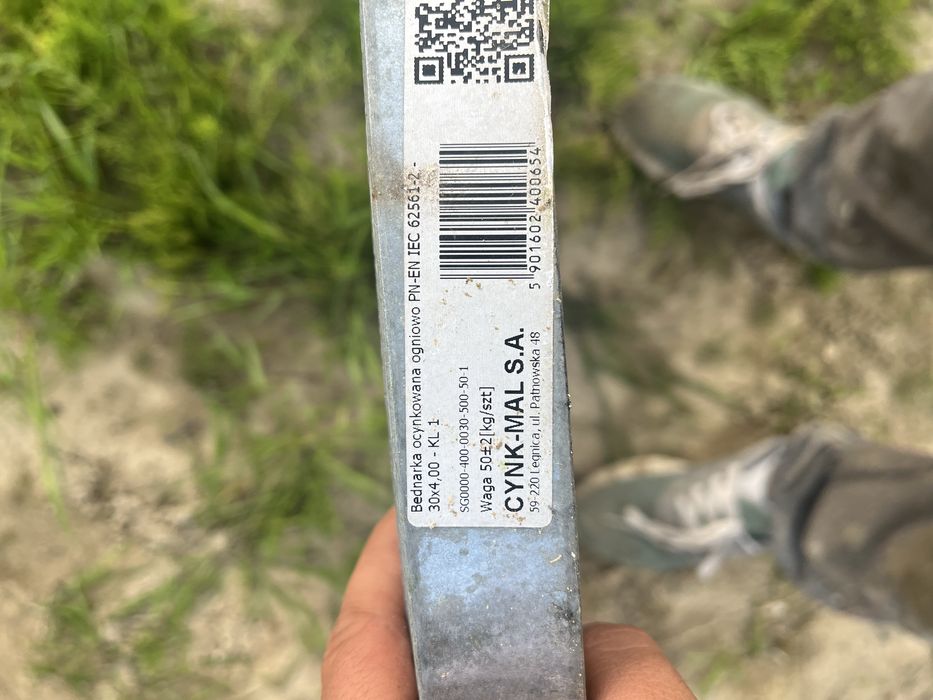 Bednarka ocynkowana ogniowo PN-EN IEC 62561-2 -
30x4,00 - KL 1
SG0000-400-0030-500-50-1
Waga 50±2[kg/szt]
CYNK-MAL S.A.
59-220 Legnica, ul. Patnowska 48
5 901602 400654